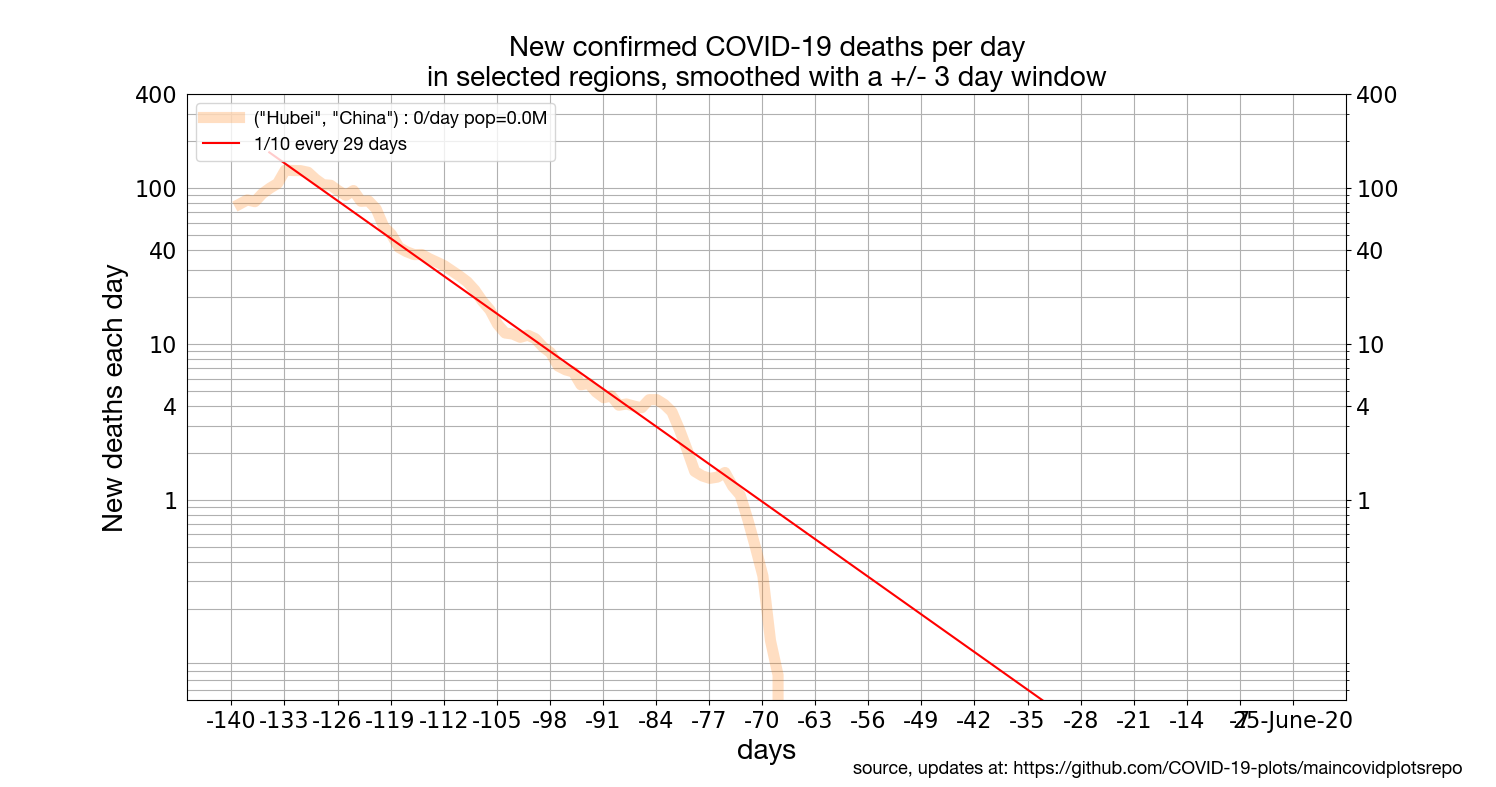 New confirmed COVID-19 deaths per day
in selected regions, smoothed with a +/- 3 day window
400
400
("Hubei", "China") : 0/day pop=0.0M
1/10 every 29 days
100
100
40
40
10
10
4
4
1
1
New deaths each day
-140 -133 -126 -119 -112 -105 -98 -91 -84 -77 -70 -63 -56 -49 -42 -35 -28 -21 -14 -7 25-June-20
days
source, updates at: https://github.com/COVID-19-plots/maincovidplotsrepo